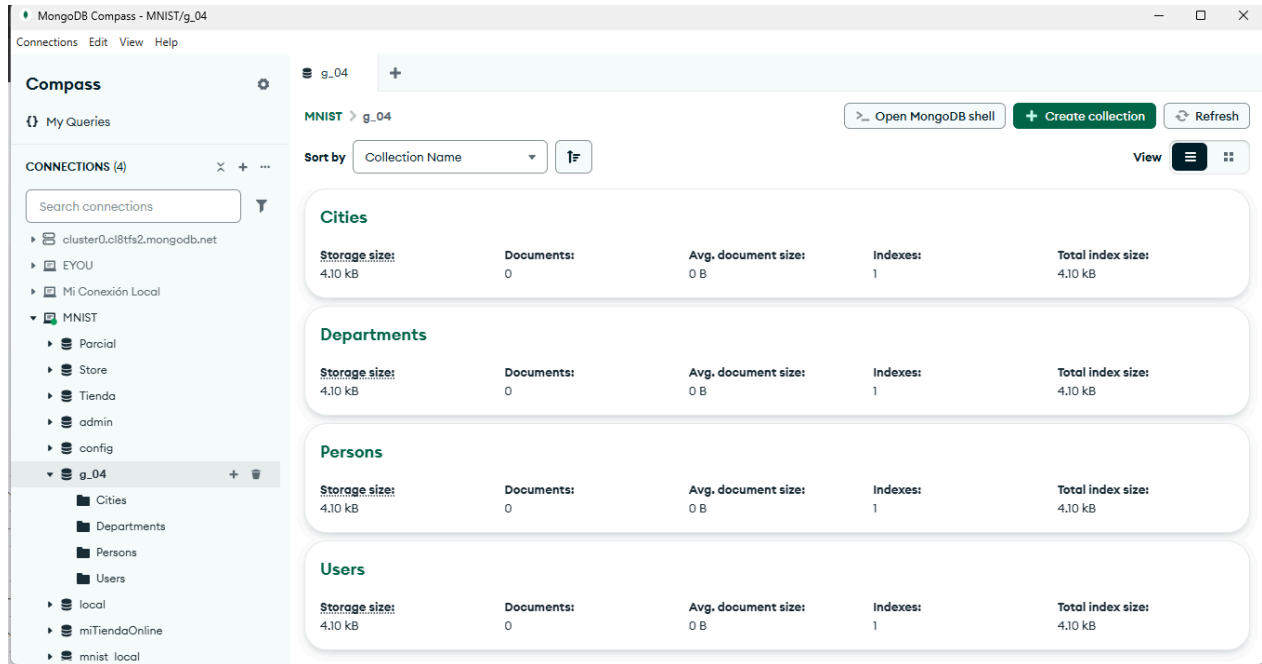 MongoDB Compass - MNIST/g_04
Connections Edit View Help
Compass
{} My Queries
CONNECTIONS (4)
Search connections
cluster0.cl8tfs2.mongodb.net
EYOU
Mi Conexión Local
MNIST
Parcial
Store
Tienda
admin
config
g_04
Cities
Departments
Persons
Users
local
miTiendaOnline
mnist_local
g_04
MNIST > g_04
>_ Open MongoDB shell
+ Create collection
Refresh
Sort by Collection Name
View
Cities
Storage size: Documents: Avg. document size: Indexes: Total index size:
4.10 kB 0 0 B 1 4.10 kB
Departments
Storage size: Documents: Avg. document size: Indexes: Total index size:
4.10 kB 0 0 B 1 4.10 kB
Persons
Storage size: Documents: Avg. document size: Indexes: Total index size:
4.10 kB 0 0 B 1 4.10 kB
Users
Storage size: Documents: Avg. document size: Indexes: Total index size:
4.10 kB 0 0 B 1 4.10 kB